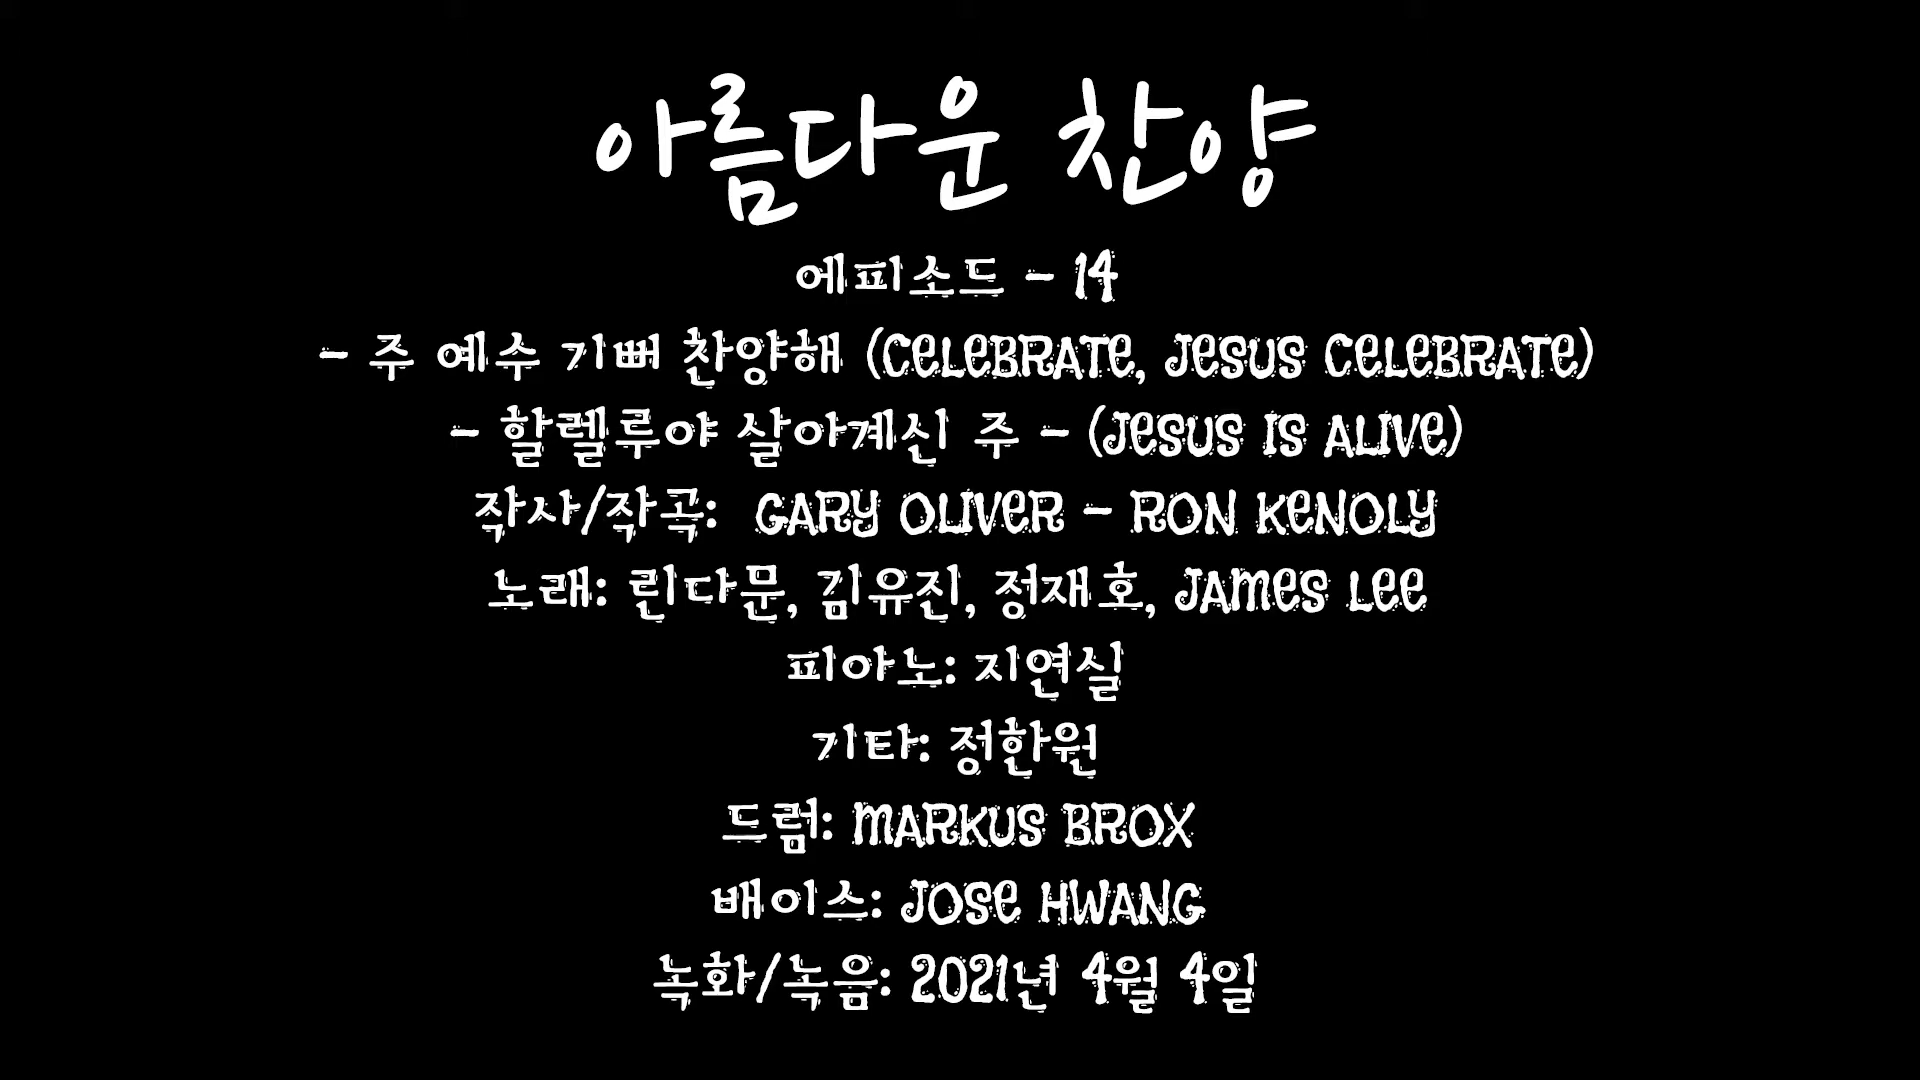 아름다운 찬양
에피소드 - 14
- 주 예수 기뻐 찬양해 (Celebrate, Jesus Celebrate)
- 할렐루야 살아계신 주 - (Jesus is Alive)
작사/작곡: Gary Oliver - Ron Kenoly
노래: 린다문, 김유진, 정재호, James Lee
피아노: 지연실
기타: 정한원
드럼: Markus Brox
배이스: Jose Hwang
녹화/녹음: 2021년 4월 4일